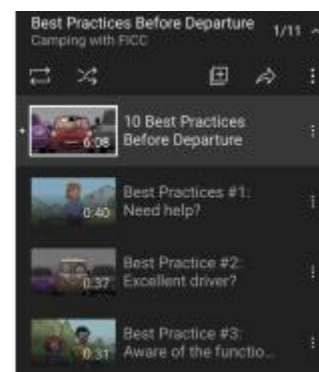 Best Practices Before Departure
Camping with FICC
1/11
10 Best Practices
Before Departure
6:08
Best Practices #1:
Need help?
0:40
Best Practice #2:
Excellent driver?
0:37
Best Practice #3:
Aware of the functio...
0:31